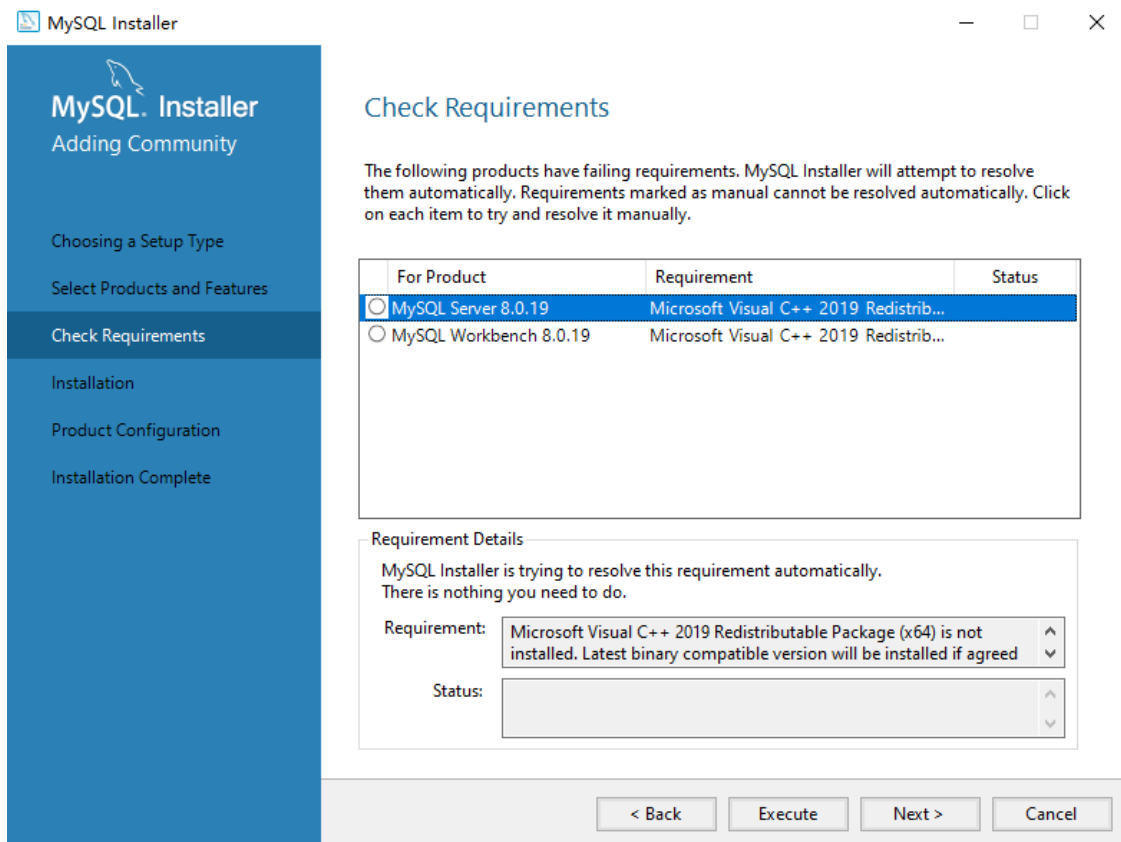 MySQL Installer
MySQL. Installer
Adding Community
Choosing a Setup Type
Select Products and Features
Check Requirements
Installation
Product Configuration
Installation Complete
Check Requirements
The following products have failing requirements. MySQL Installer will attempt to resolve
them automatically. Requirements marked as manual cannot be resolved automatically. Click
on each item to try and resolve it manually.
For Product Requirement Status
MySQL Server 8.0.19 Microsoft Visual C++ 2019 Redistrib...
MySQL Workbench 8.0.19 Microsoft Visual C++ 2019 Redistrib...
Requirement Details
MySQL Installer is trying to resolve this requirement automatically.
There is nothing you need to do.
Requirement: Microsoft Visual C++ 2019 Redistributable Package (x64) is not
installed. Latest binary compatible version will be installed if agreed
Status:
< Back Execute Next > Cancel